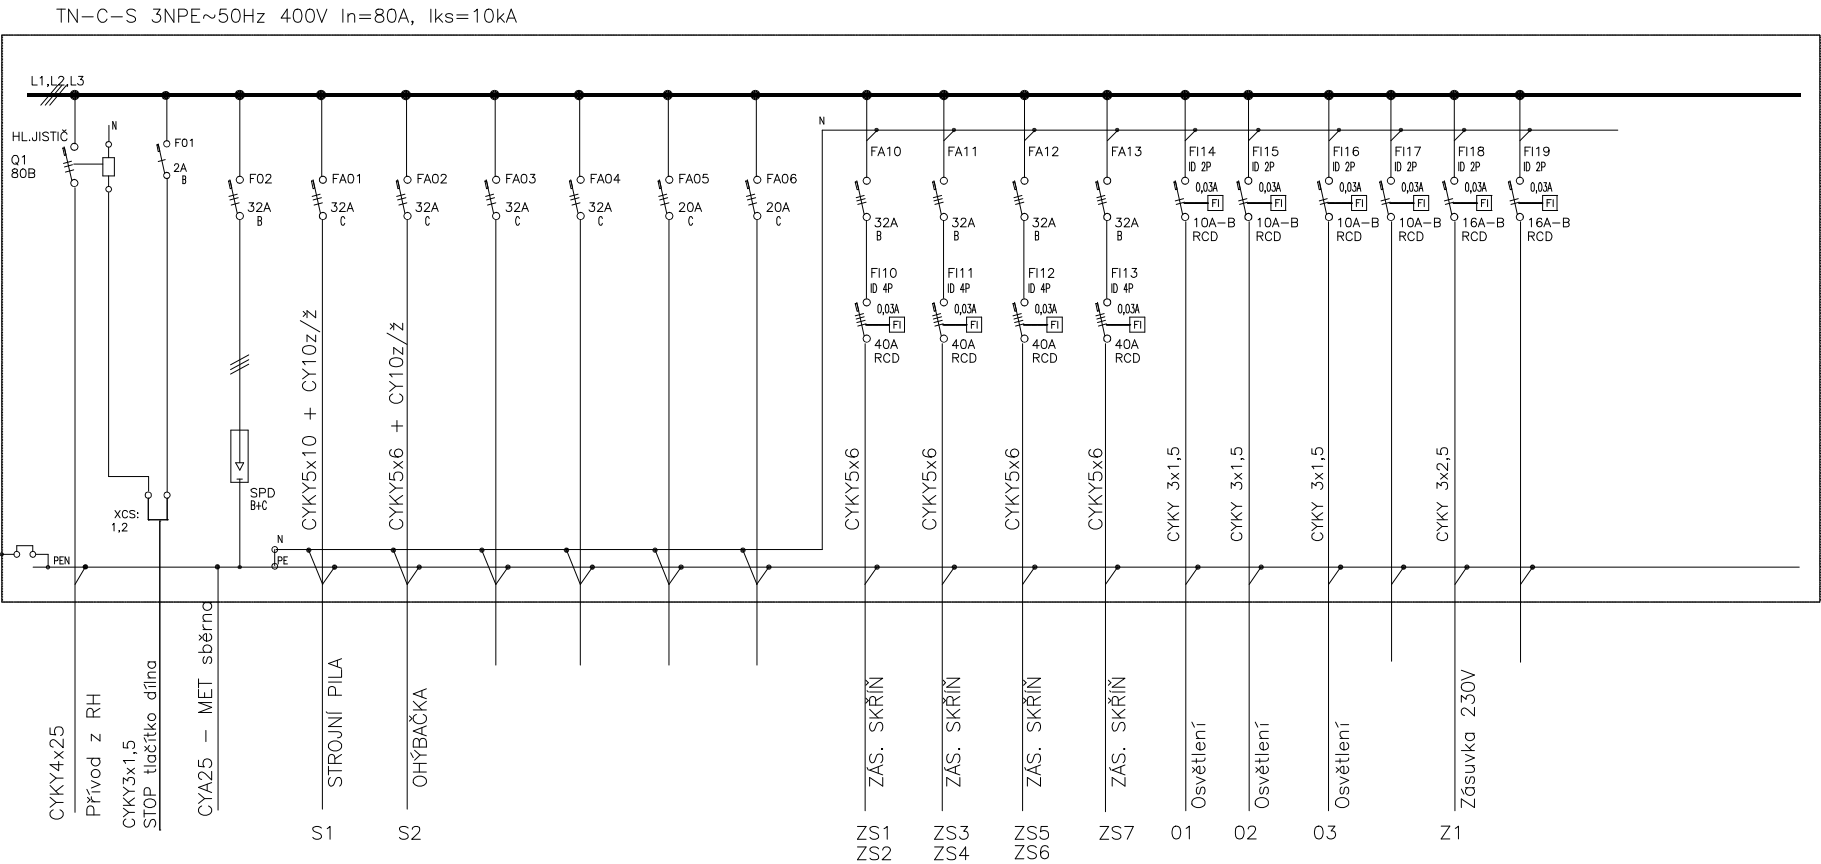 TN-C-S 3NPE~50Hz 400V In=80A, Iks=10kA
L1,L2,L3
HL.JISTIČ
Q1
80B
N
F01
2A
B
F02
32A
B
FA01
32A
C
FA02
32A
C
FA03
32A
C
FA04
32A
C
FA05
20A
C
FA06
20A
C
N
FA10
32A
B
FI10
ID 4P
0,03A
FI
40A
RCD
FA11
32A
B
FI11
ID 4P
0,03A
FI
40A
RCD
FA12
32A
B
FI12
ID 4P
0,03A
FI
40A
RCD
FA13
32A
B
FI13
ID 4P
0,03A
FI
40A
RCD
FI14
ID 2P
0,03A
FI
10A-B
RCD
FI15
ID 2P
0,03A
FI
10A-B
RCD
FI16
ID 2P
0,03A
FI
10A-B
RCD
FI17
ID 2P
0,03A
FI
10A-B
RCD
FI18
ID 2P
0,03A
FI
16A-B
RCD
FI19
ID 2P
0,03A
FI
16A-B
RCD
SPD
B+C
XCS:
1,2
PEN
N
PE
CYKY5x10 + CY10z/ž
CYKY5x6 + CY10z/ž
CYKY5x6
CYKY5x6
CYKY5x6
CYKY5x6
CYKY 3x1,5
CYKY 3x1,5
CYKY 3x1,5
CYKY 3x2,5
CYKY4x25
Přívod z RH
CYKY3x1,5
STOP tlačítko dílna
CYA25 - MET sběrna
STROJNÍ PILA
OHÝBAČKA
ZÁS. SKŘÍŇ
ZÁS. SKŘÍŇ
ZÁS. SKŘÍŇ
ZÁS. SKŘÍŇ
Osvětlení
Osvětlení
Osvětlení
Zásuvka 230V
S1
S2
ZS1
ZS2
ZS3
ZS4
ZS5
ZS6
ZS7
O1
O2
O3
Z1